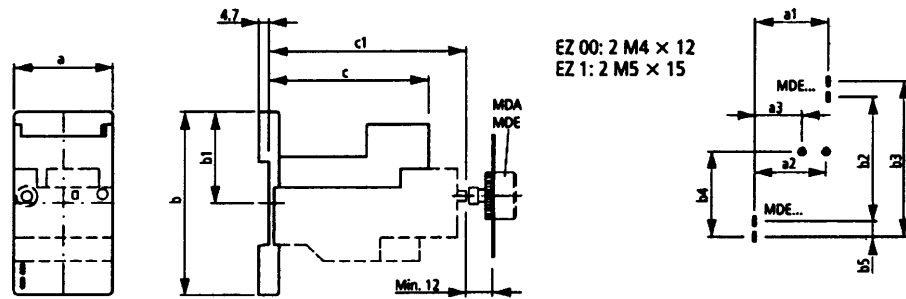 4.7
c1
c
a
b1
b
MDA
MDE
Min. 12
EZ 00: 2 M4 × 12
EZ 1: 2 M5 × 15
a1
MDE...
a3
a2
b2
b3
b4
MDE...
b5